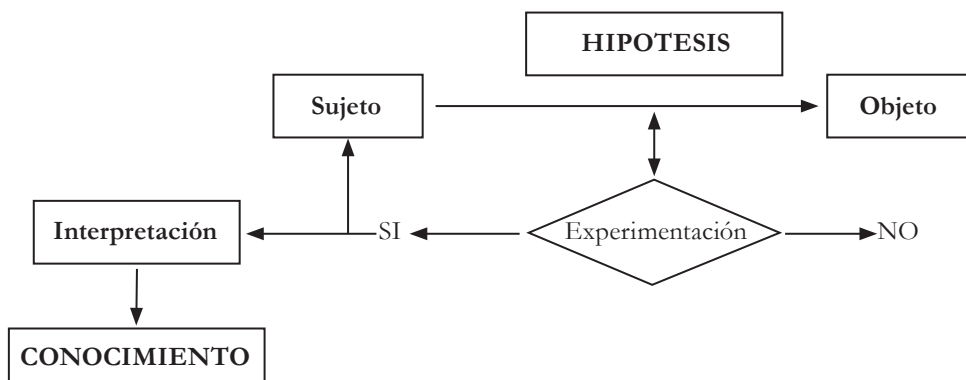 HIPOTESIS
Sujeto
Objeto
Interpretación
SI
Experimentación
NO
CONOCIMIENTO